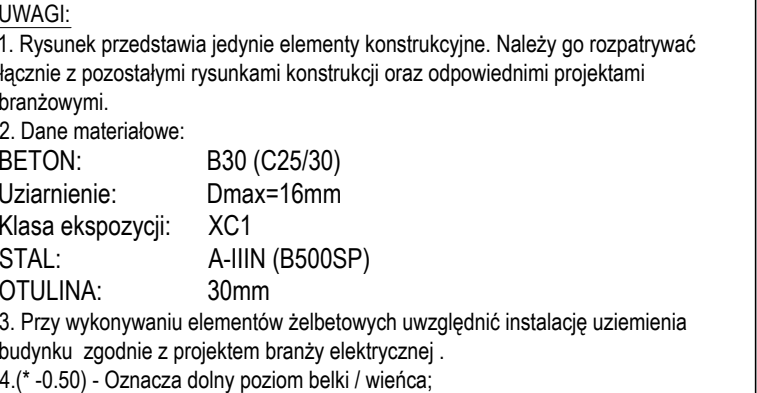 UWAGI:
1. Rysunek przedstawia jedynie elementy konstrukcyjne. Należy go rozpatrywać
łącznie z pozostałymi rysunkami konstrukcji oraz odpowiednimi projektami
branżowymi.
2. Dane materiałowe:
BETON: B30 (C25/30)
Uziarnienie: Dmax=16mm
Klasa ekspozycji: XC1
STAL: A-IIIN (B500SP)
OTULINA: 30mm
3. Przy wykonywaniu elementów żelbetowych uwzględnić instalację uziemienia
budynku zgodnie z projektem branży elektrycznej .
4.(* -0.50) - Oznacza dolny poziom belki / wieńca;